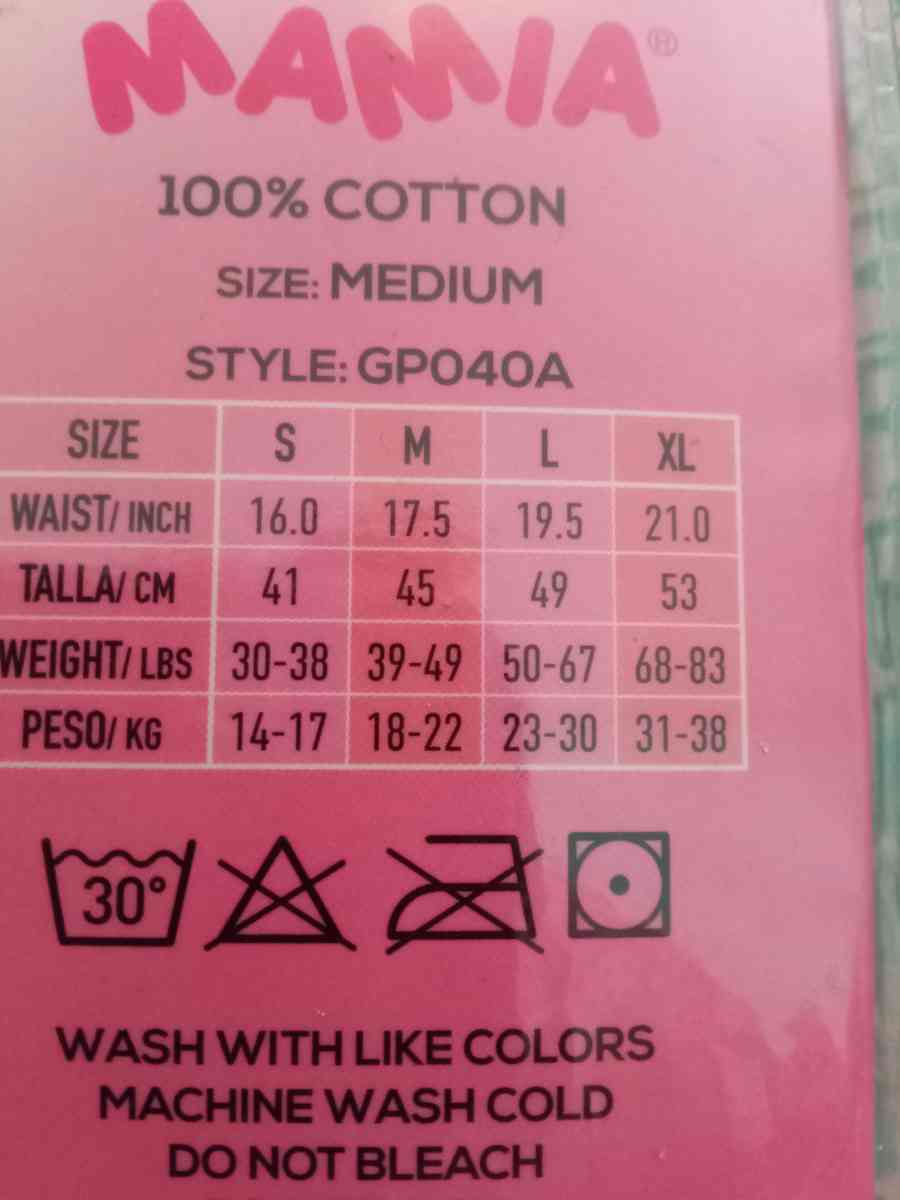 MAMIA®
100% COTTON
SIZE: MEDIUM
STYLE: GP040A
SIZE S M L XL
WAIST/ INCH 16.0 17.5 19.5 21.0
TALLA/ CM 41 45 49 53
WEIGHT/ LBS 30-38 39-49 50-67 68-83
PESO/ KG 14-17 18-22 23-30 31-38
30°
WASH WITH LIKE COLORS
MACHINE WASH COLD
DO NOT BLEACH